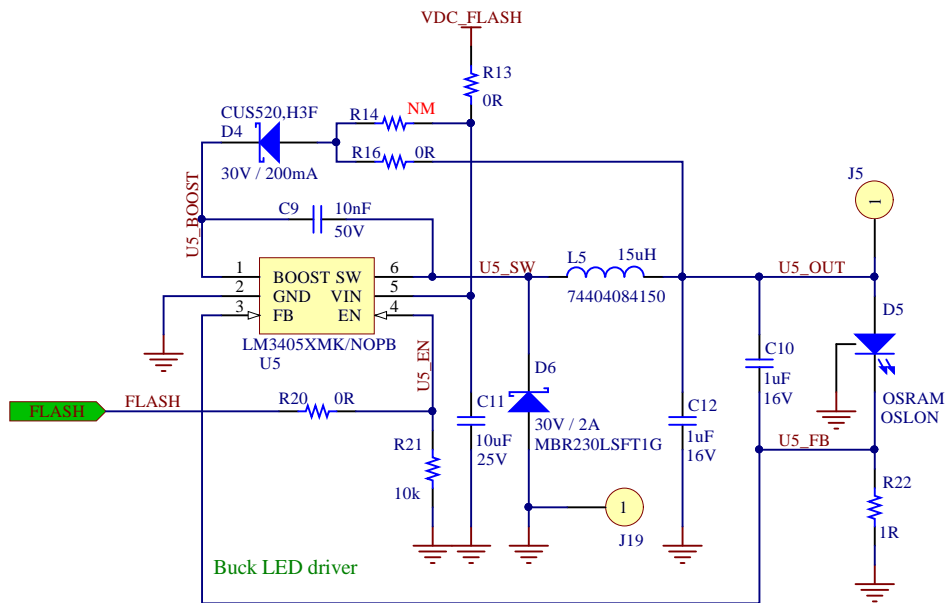 VDC_FLASH
R13
0R
CUS520,H3F
D4
30V / 200mA
R14
NM
R16
0R
U5_BOOST
C9
10nF
50V
J5
1
1
2
3
BOOST SW
GND VIN
FB EN
6
5
4
LM3405XMK/NOPB
U5
U5_SW
L5
15uH
74404084150
U5_OUT
D5
OSRAM
OSLON
C10
1uF
16V
U5_EN
FLASH
FLASH
R20
0R
R21
10k
C11
10uF
25V
D6
30V / 2A
MBR230LSFT1G
C12
1uF
16V
U5_FB
R22
1R
1
J19
Buck LED driver